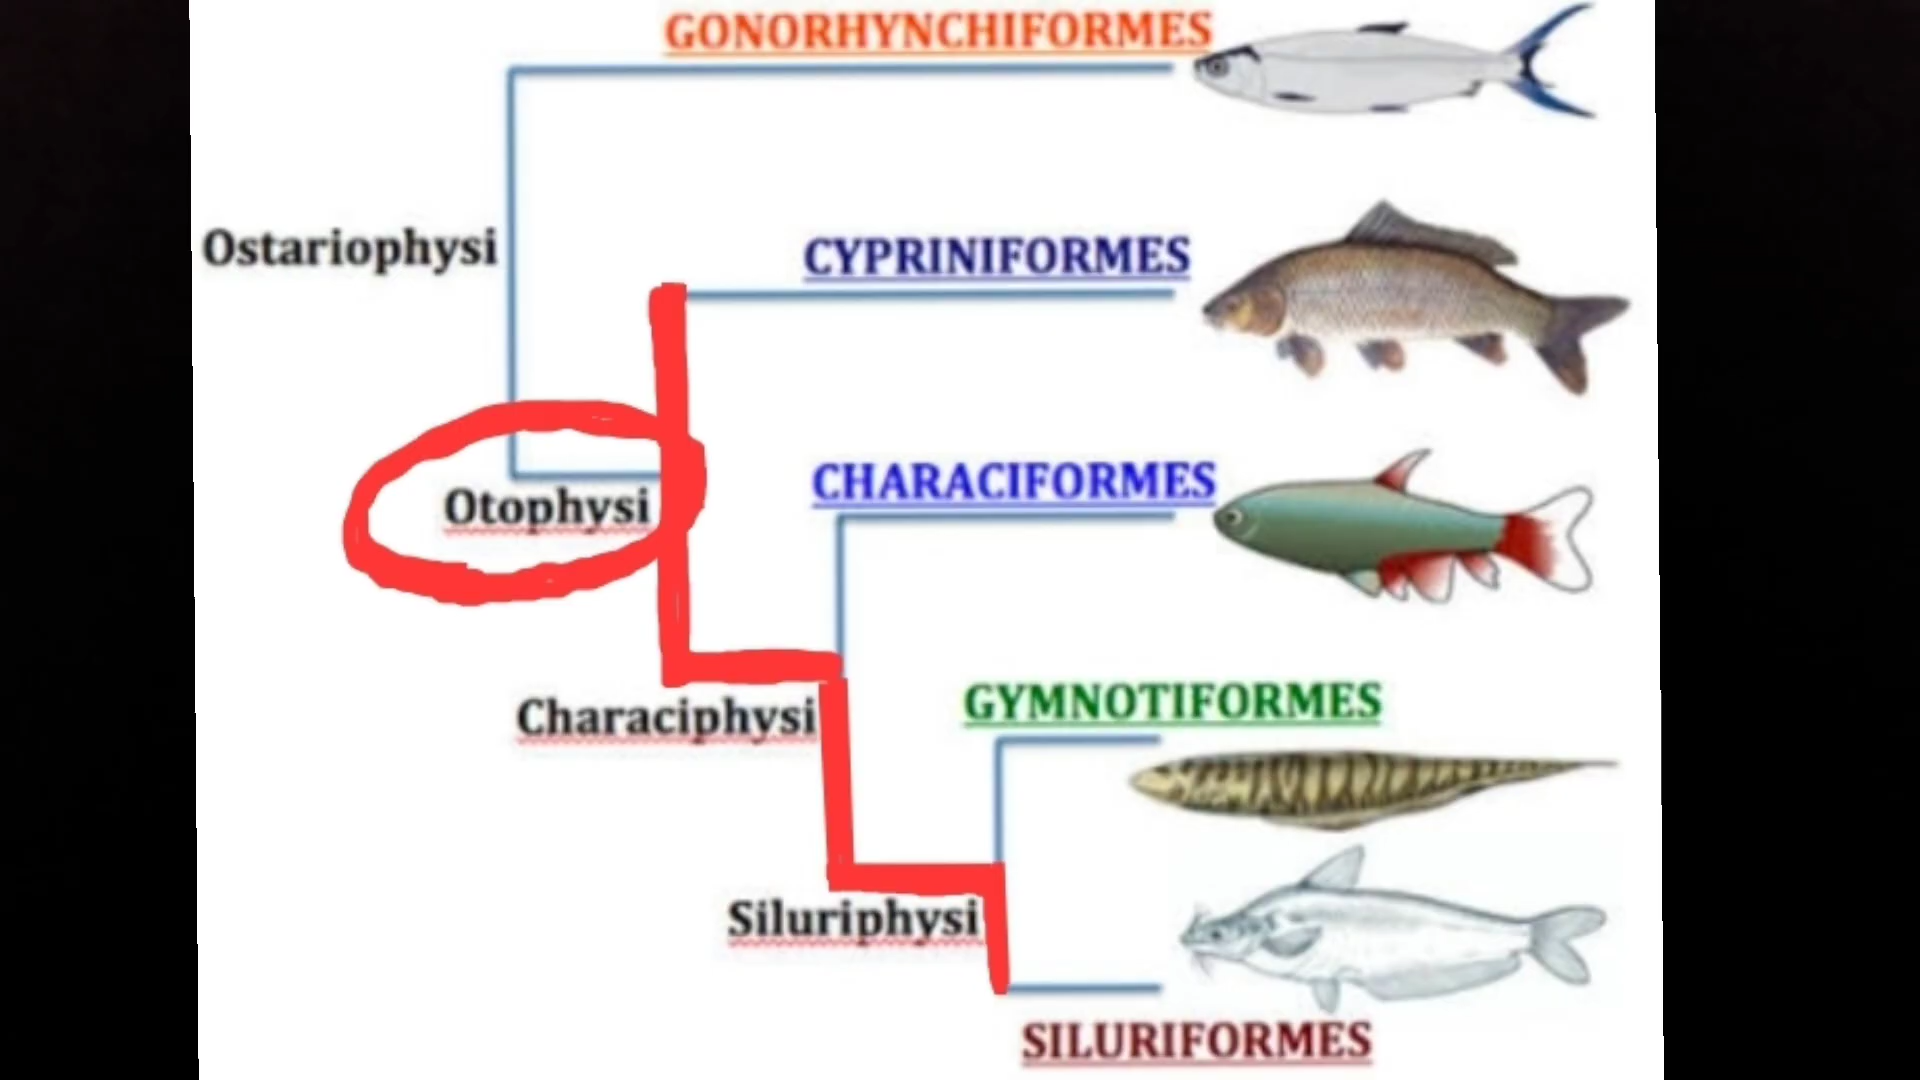 GONORHYNCHIFORMES
Ostariophysi
CYPRINIFORMES
CHARACIFORMES
Otophysi
GYMNOTIFORMES
Characiphysi
Siluriphysi
SILURIFORMES